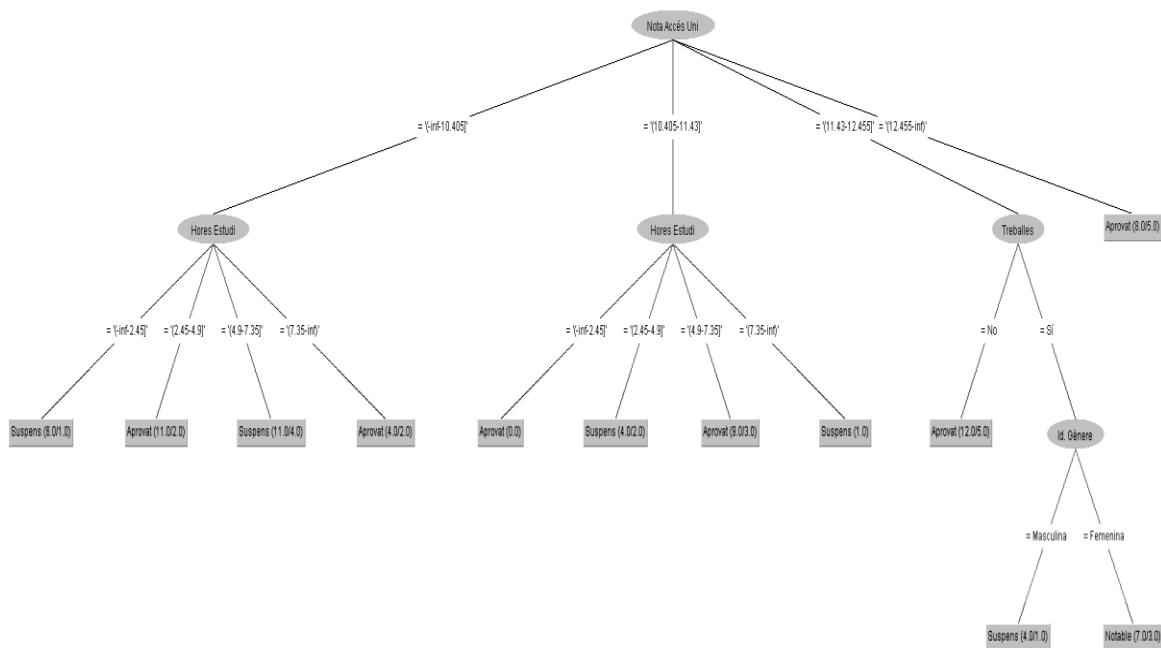 Nota Accés Uni
= '(-inf-10.405]'
= '(10.405-11.43]'
= '(11.43-12.455]'
= '(12.455-inf)'
Hores Estudi
Hores Estudi
Treballes
Aprovat (8.0/5.0)
= '(-inf-2.45]'
= '(2.45-4.9]'
= '(4.9-7.35]'
= '(7.35-inf)'
= '(-inf-2.45]'
= '(2.45-4.9]'
= '(4.9-7.35]'
= '(7.35-inf)'
= No
= Sí
Suspens (6.0/1.0)
Aprovat (11.0/2.0)
Suspens (11.0/4.0)
Aprovat (4.0/2.0)
Aprovat (0.0)
Suspens (4.0/2.0)
Aprovat (9.0/3.0)
Suspens (1.0)
Aprovat (12.0/5.0)
Id. Gènere
= Masculina
= Femenina
Suspens (4.0/1.0)
Notable (7.0/3.0)